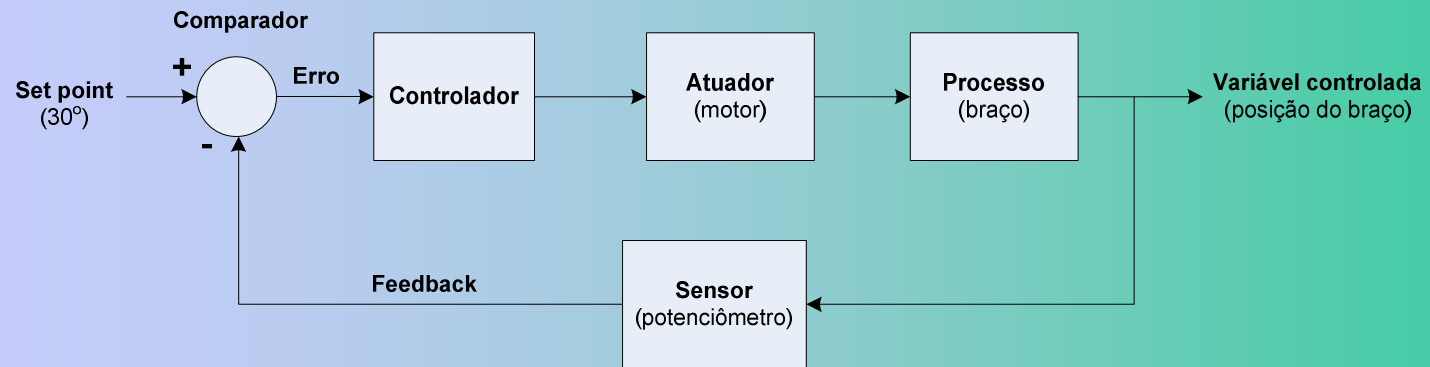 Comparador
+
Set point
(30º)
-
Erro
Controlador
Atuador
(motor)
Processo
(braço)
Variável controlada
(posição do braço)
Feedback
Sensor
(potenciômetro)